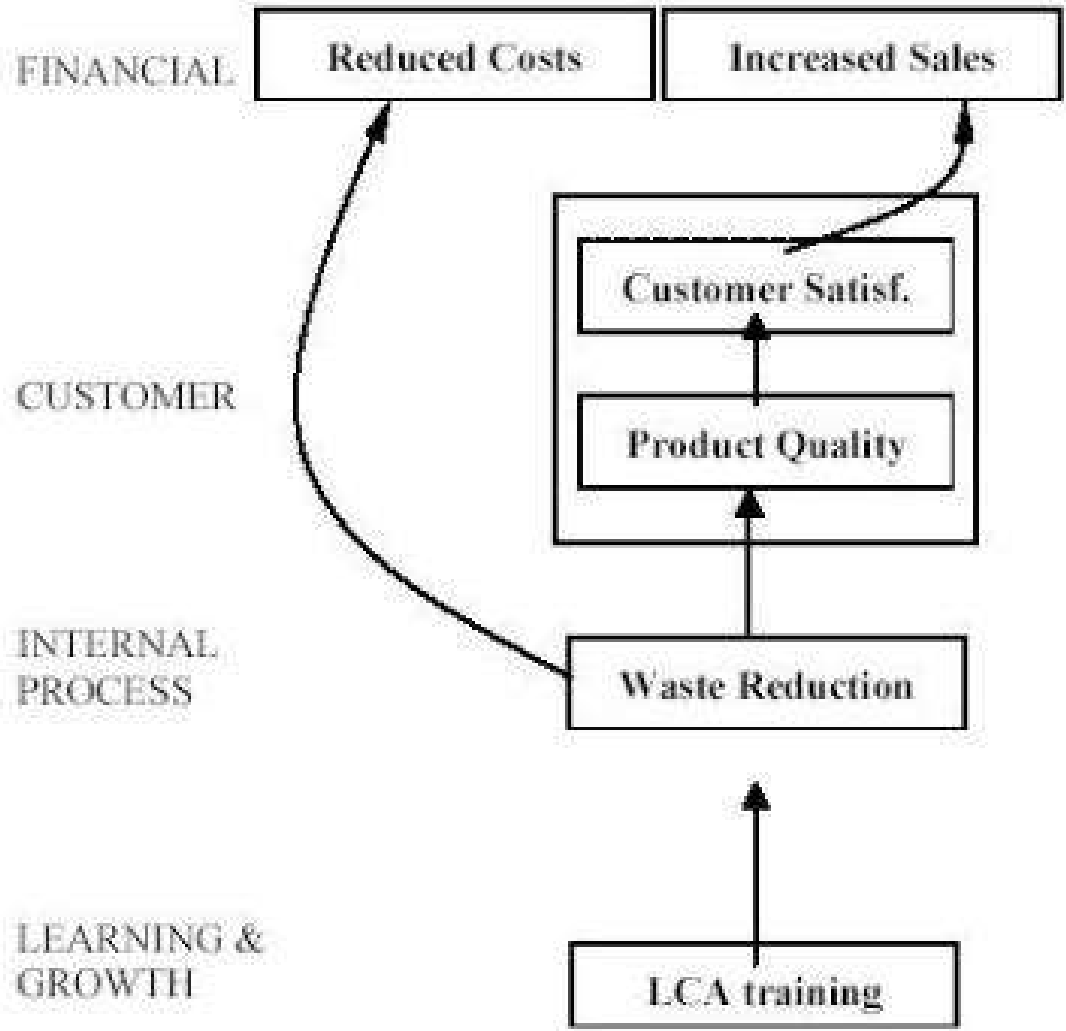 Reduced Costs
Increased Sales
FINANCIAL
Customer Satisf.
CUSTOMER
Product Quality
INTERNAL
PROCESS
Waste Reduction
LEARNING &
GROWTH
LCA training